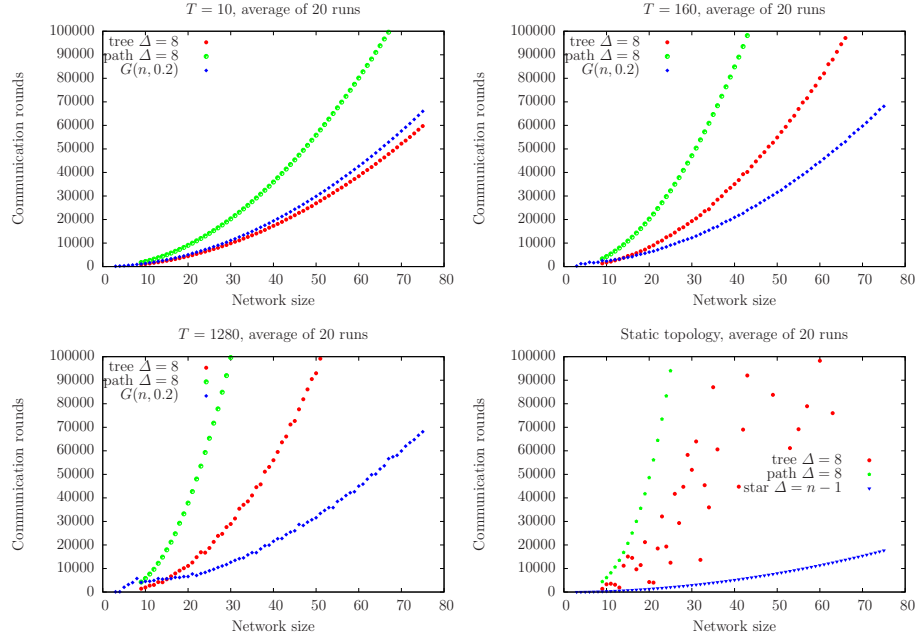 T = 10, average of 20 runs
100000
90000
80000
70000
60000
50000
40000
30000
20000
10000
0
Communication rounds
tree Δ = 8
path Δ = 8
G(n, 0.2)
0 10 20 30 40 50 60 70 80
Network size
T = 160, average of 20 runs
100000
90000
80000
70000
60000
50000
40000
30000
20000
10000
0
Communication rounds
tree Δ = 8
path Δ = 8
G(n, 0.2)
0 10 20 30 40 50 60 70 80
Network size
T = 1280, average of 20 runs
100000
90000
80000
70000
60000
50000
40000
30000
20000
10000
0
Communication rounds
tree Δ = 8
path Δ = 8
G(n, 0.2)
0 10 20 30 40 50 60 70 80
Network size
Static topology, average of 20 runs
100000
90000
80000
70000
60000
50000
40000
30000
20000
10000
0
Communication rounds
tree Δ = 8
path Δ = 8
star Δ = n − 1
0 10 20 30 40 50 60 70 80
Network size